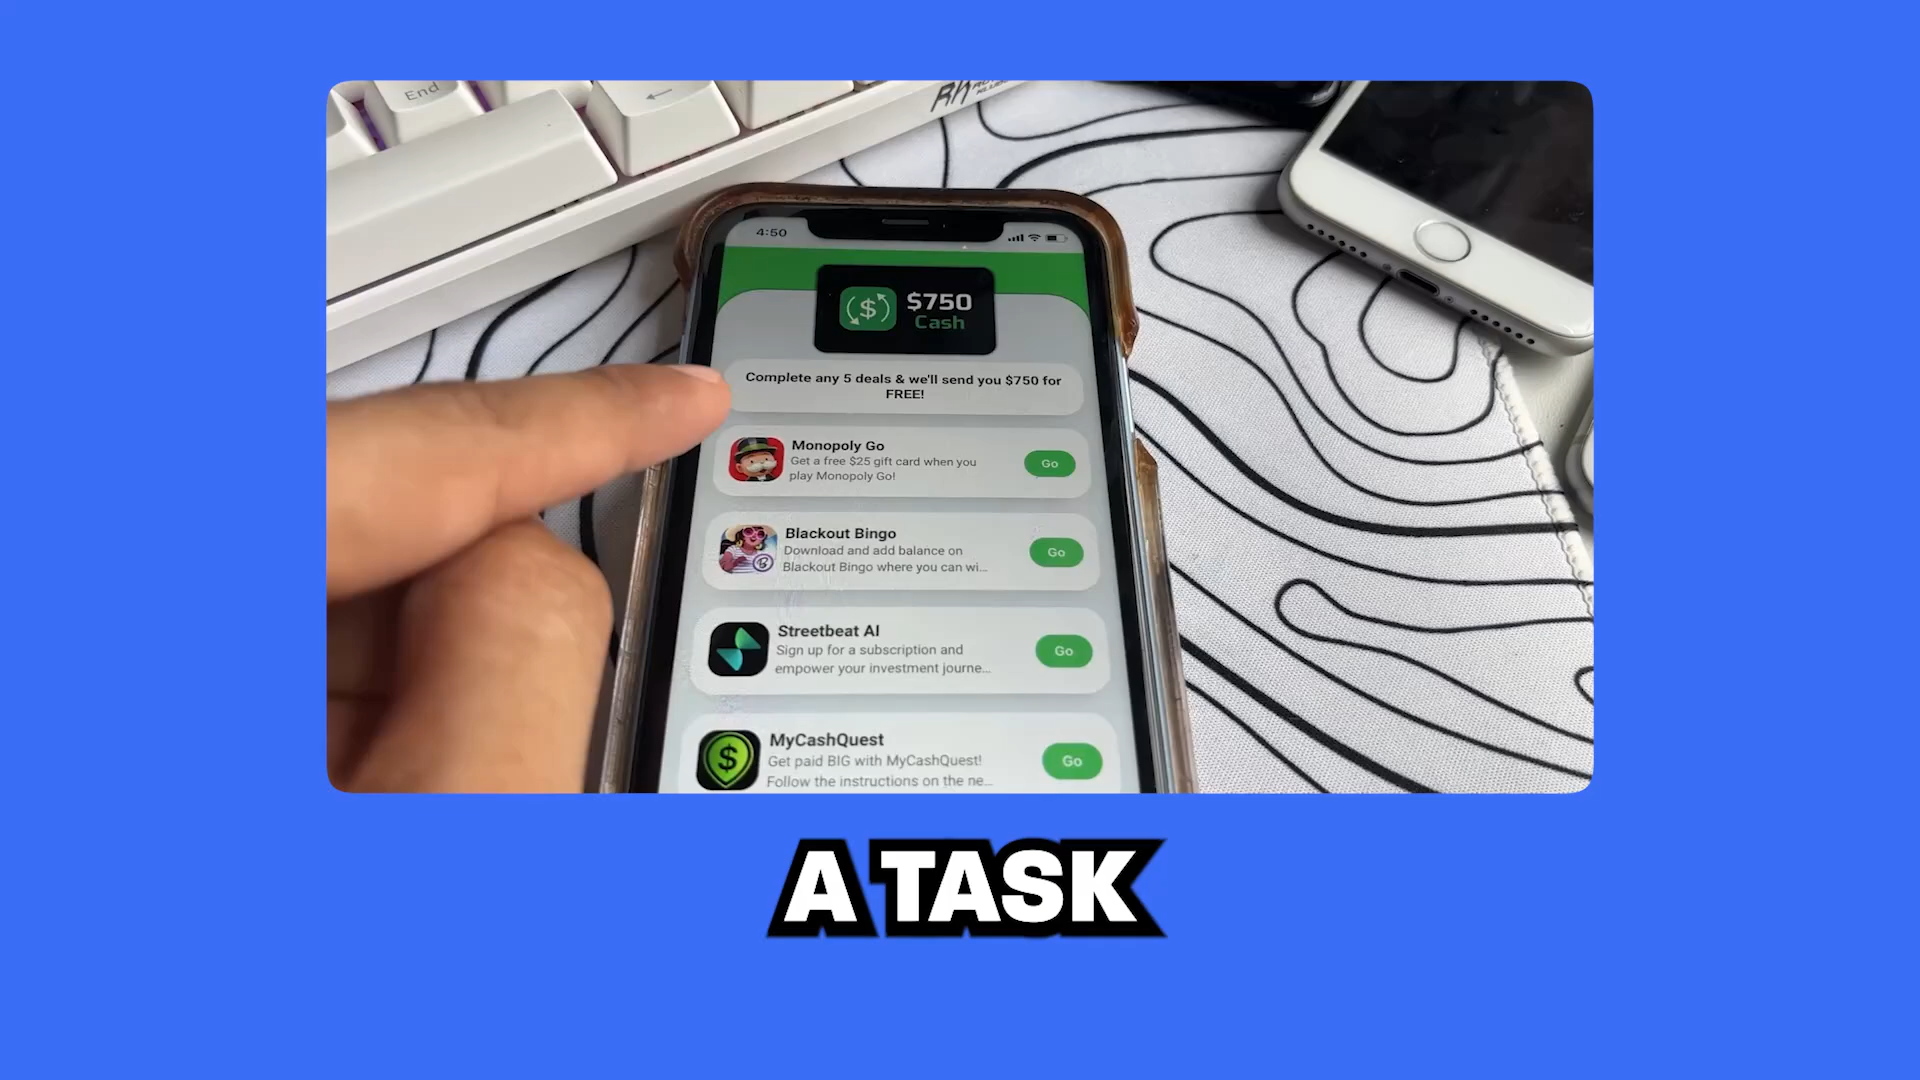 End
RK
4:50
$750
Cash
Complete any 5 deals & we'll send you $750 for
FREE!
Monopoly Go
Get a free $25 gift card when you
play Monopoly Go!
Go
Blackout Bingo
Download and add balance on
Blackout Bingo where you can wi...
Go
Streetbeat AI
Sign up for a subscription and
empower your investment journe...
Go
MyCashQuest
Get paid BIG with MyCashQuest!
Follow the instructions on the ne...
Go
A TASK